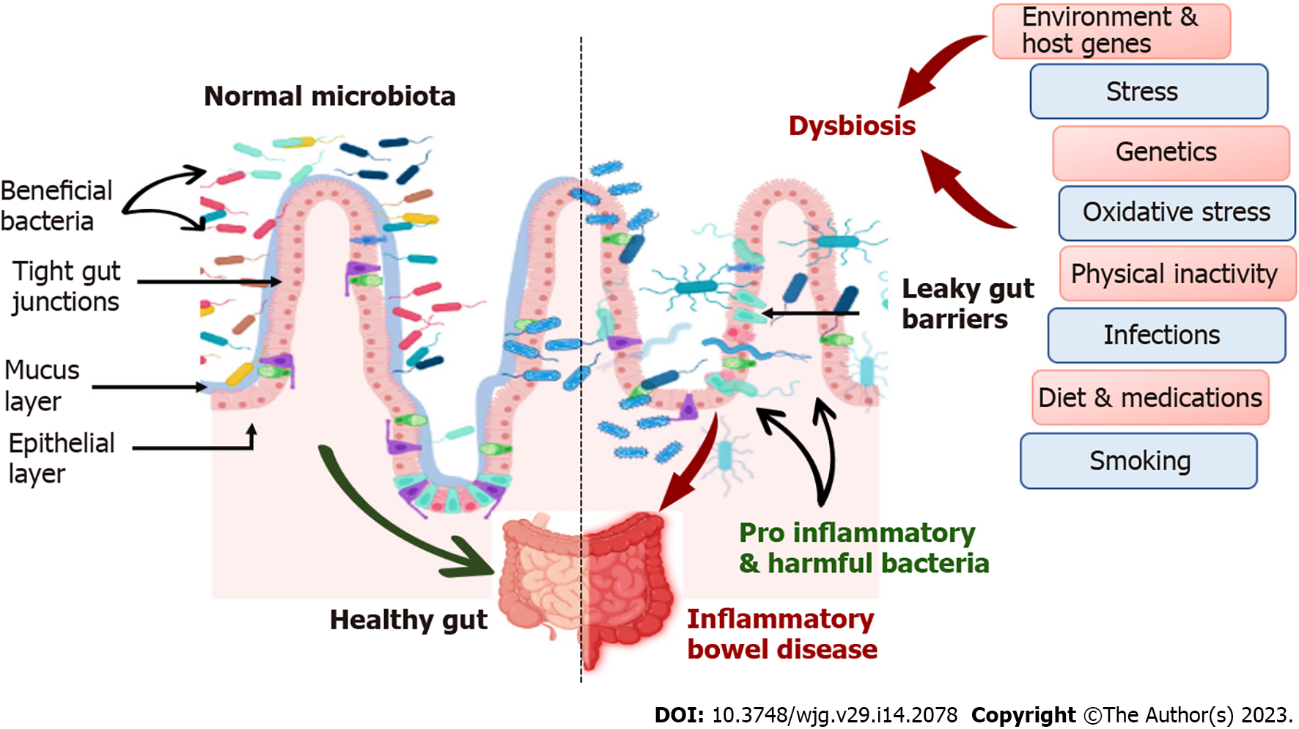 Normal microbiota
Beneficial
bacteria
Tight gut
junctions
Mucus
layer
Epithelial
layer
Healthy gut
Dysbiosis
Leaky gut
barriers
Pro inflammatory
& harmful bacteria
Inflammatory
bowel disease
Environment &
host genes
Stress
Genetics
Oxidative stress
Physical inactivity
Infections
Diet & medications
Smoking
DOI: 10.3748/wjg.v29.i14.2078 Copyright ©The Author(s) 2023.